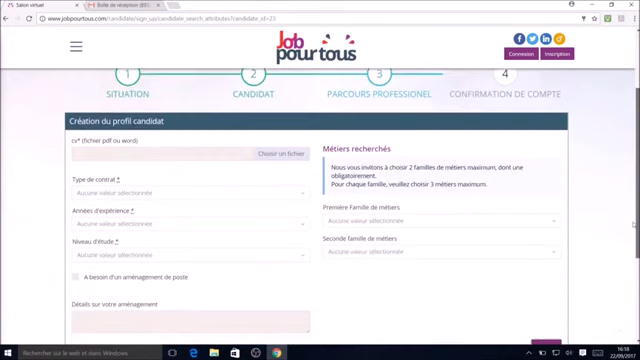 Salon virtuel
Boîte de réception (857
www.jobpourtous.com/candidate/sign_up/candidate_search_attributes?candidate_id=23
Job
pour tous
Connexion
Inscription
1
2
3
4
SITUATION
CANDIDAT
PARCOURS PROFESSIONEL
CONFIRMATION DE COMPTE
Création du profil candidat
cv* (fichier pdf ou word)
Choisir un fichier
Type de contrat *
Aucune valeur sélectionnée
Années d'expérience *
Aucune valeur sélectionnée
Niveau d'étude *
Aucune valeur sélectionnée
A besoin d'un aménagement de poste
Détails sur votre aménagement
Métiers recherchés
Nous vous invitons à choisir 2 familles de métiers maximum, dont une
obligatoirement.
Pour chaque famille, veuillez choisir 3 métiers maximum.
Première Famille de métiers
Aucune valeur sélectionnée
Seconde famille de métiers
Aucune valeur sélectionnée
Rechercher sur le web et dans Windows
16:18
22/09/2017